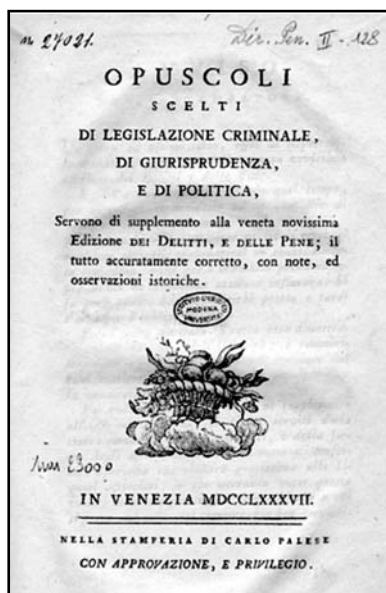 n 27021.
Dir. Pen. II - 128
OPUSCOLI
SCELTI
DI LEGISLAZIONE CRIMINALE,
DI GIURISPRUDENZA,
E DI POLITICA,
Servono di supplemento alla veneta novissima
Edizione DEI DELITTI, E DELLE PENE; il
tutto accuratamente corretto, con note, ed
osservazioni istoriche.
MODENA
23000
IN VENEZIA MDCCLXXXVII.
NELLA STAMPERIA DI CARLO PALESE
CON APPROVAZIONE, E PRIVILEGIO.